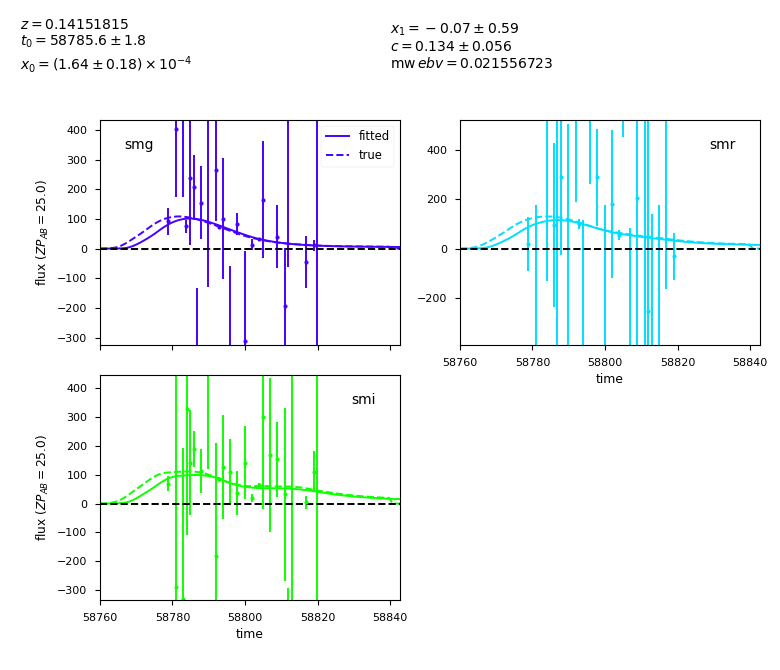 z = 0.14151815
t₀ = 58785.6 ± 1.8
x₀ = (1.64 ± 0.18) × 10⁻⁴
x₁ = −0.07 ± 0.59
c = 0.134 ± 0.056
mw ebv = 0.021556723
400
300
200
100
0
−100
−200
−300
flux (ZP_AB = 25.0)
smg
fitted
true
400
200
0
−200
smr
58760
58780
58800
58820
58840
time
400
300
200
100
0
−100
−200
−300
flux (ZP_AB = 25.0)
smi
58760
58780
58800
58820
58840
time